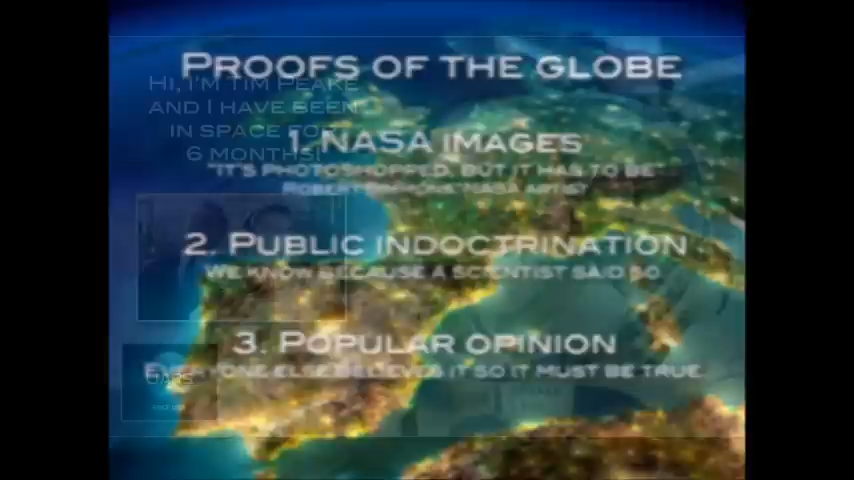 PROOFS OF THE GLOBE
HI, I'M TIM PEAKE
AND I HAVE BEEN
IN SPACE FOR
6 MONTHS!
1. NASA IMAGES
"IT'S PHOTOSHOPPED, BUT IT HAS TO BE"
ROBERT SIMMONS NASA ARTIST
2. PUBLIC INDOCTRINATION
WE KNOW BECAUSE A SCIENTIST SAID SO
3. POPULAR OPINION
EVERYONE ELSE BELIEVES IT SO IT MUST BE TRUE.